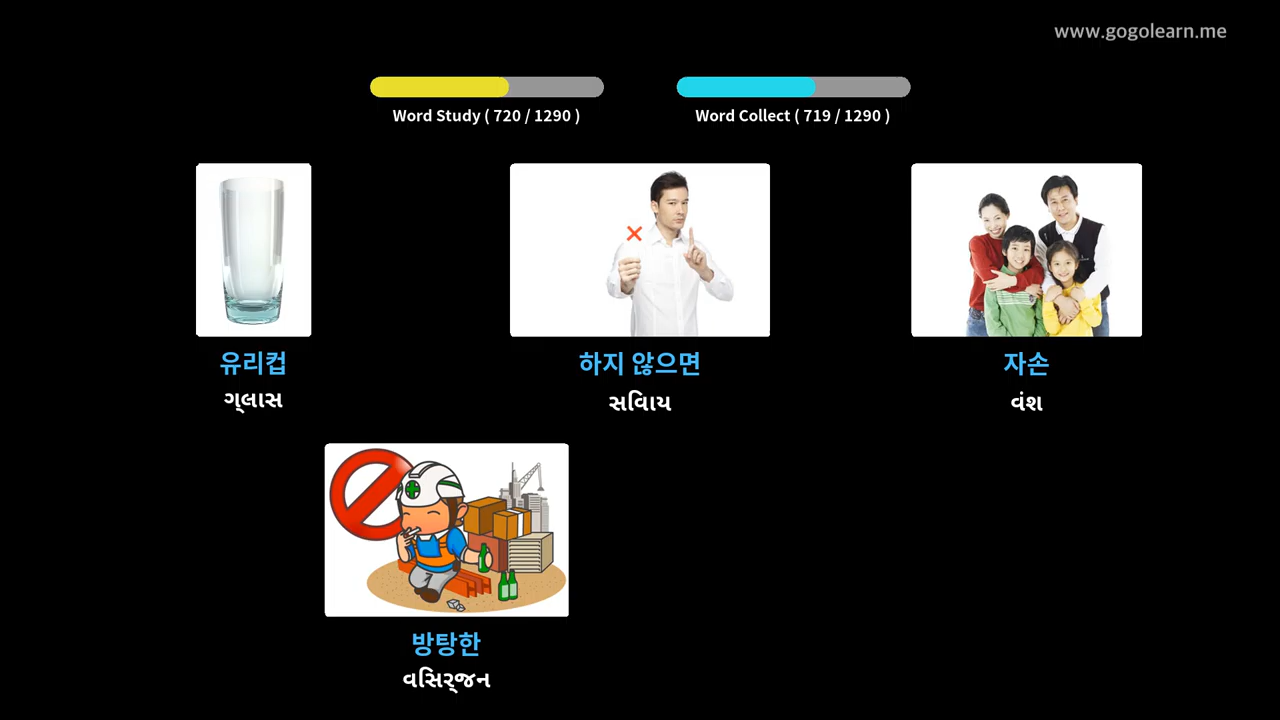 www.gogolearn.me
Word Study ( 720 / 1290 )
Word Collect ( 719 / 1290 )
유리컵
하지 않으면
자손
ગ્લાસ
સિવાય
વંશ
방탕한
વિસર્જન